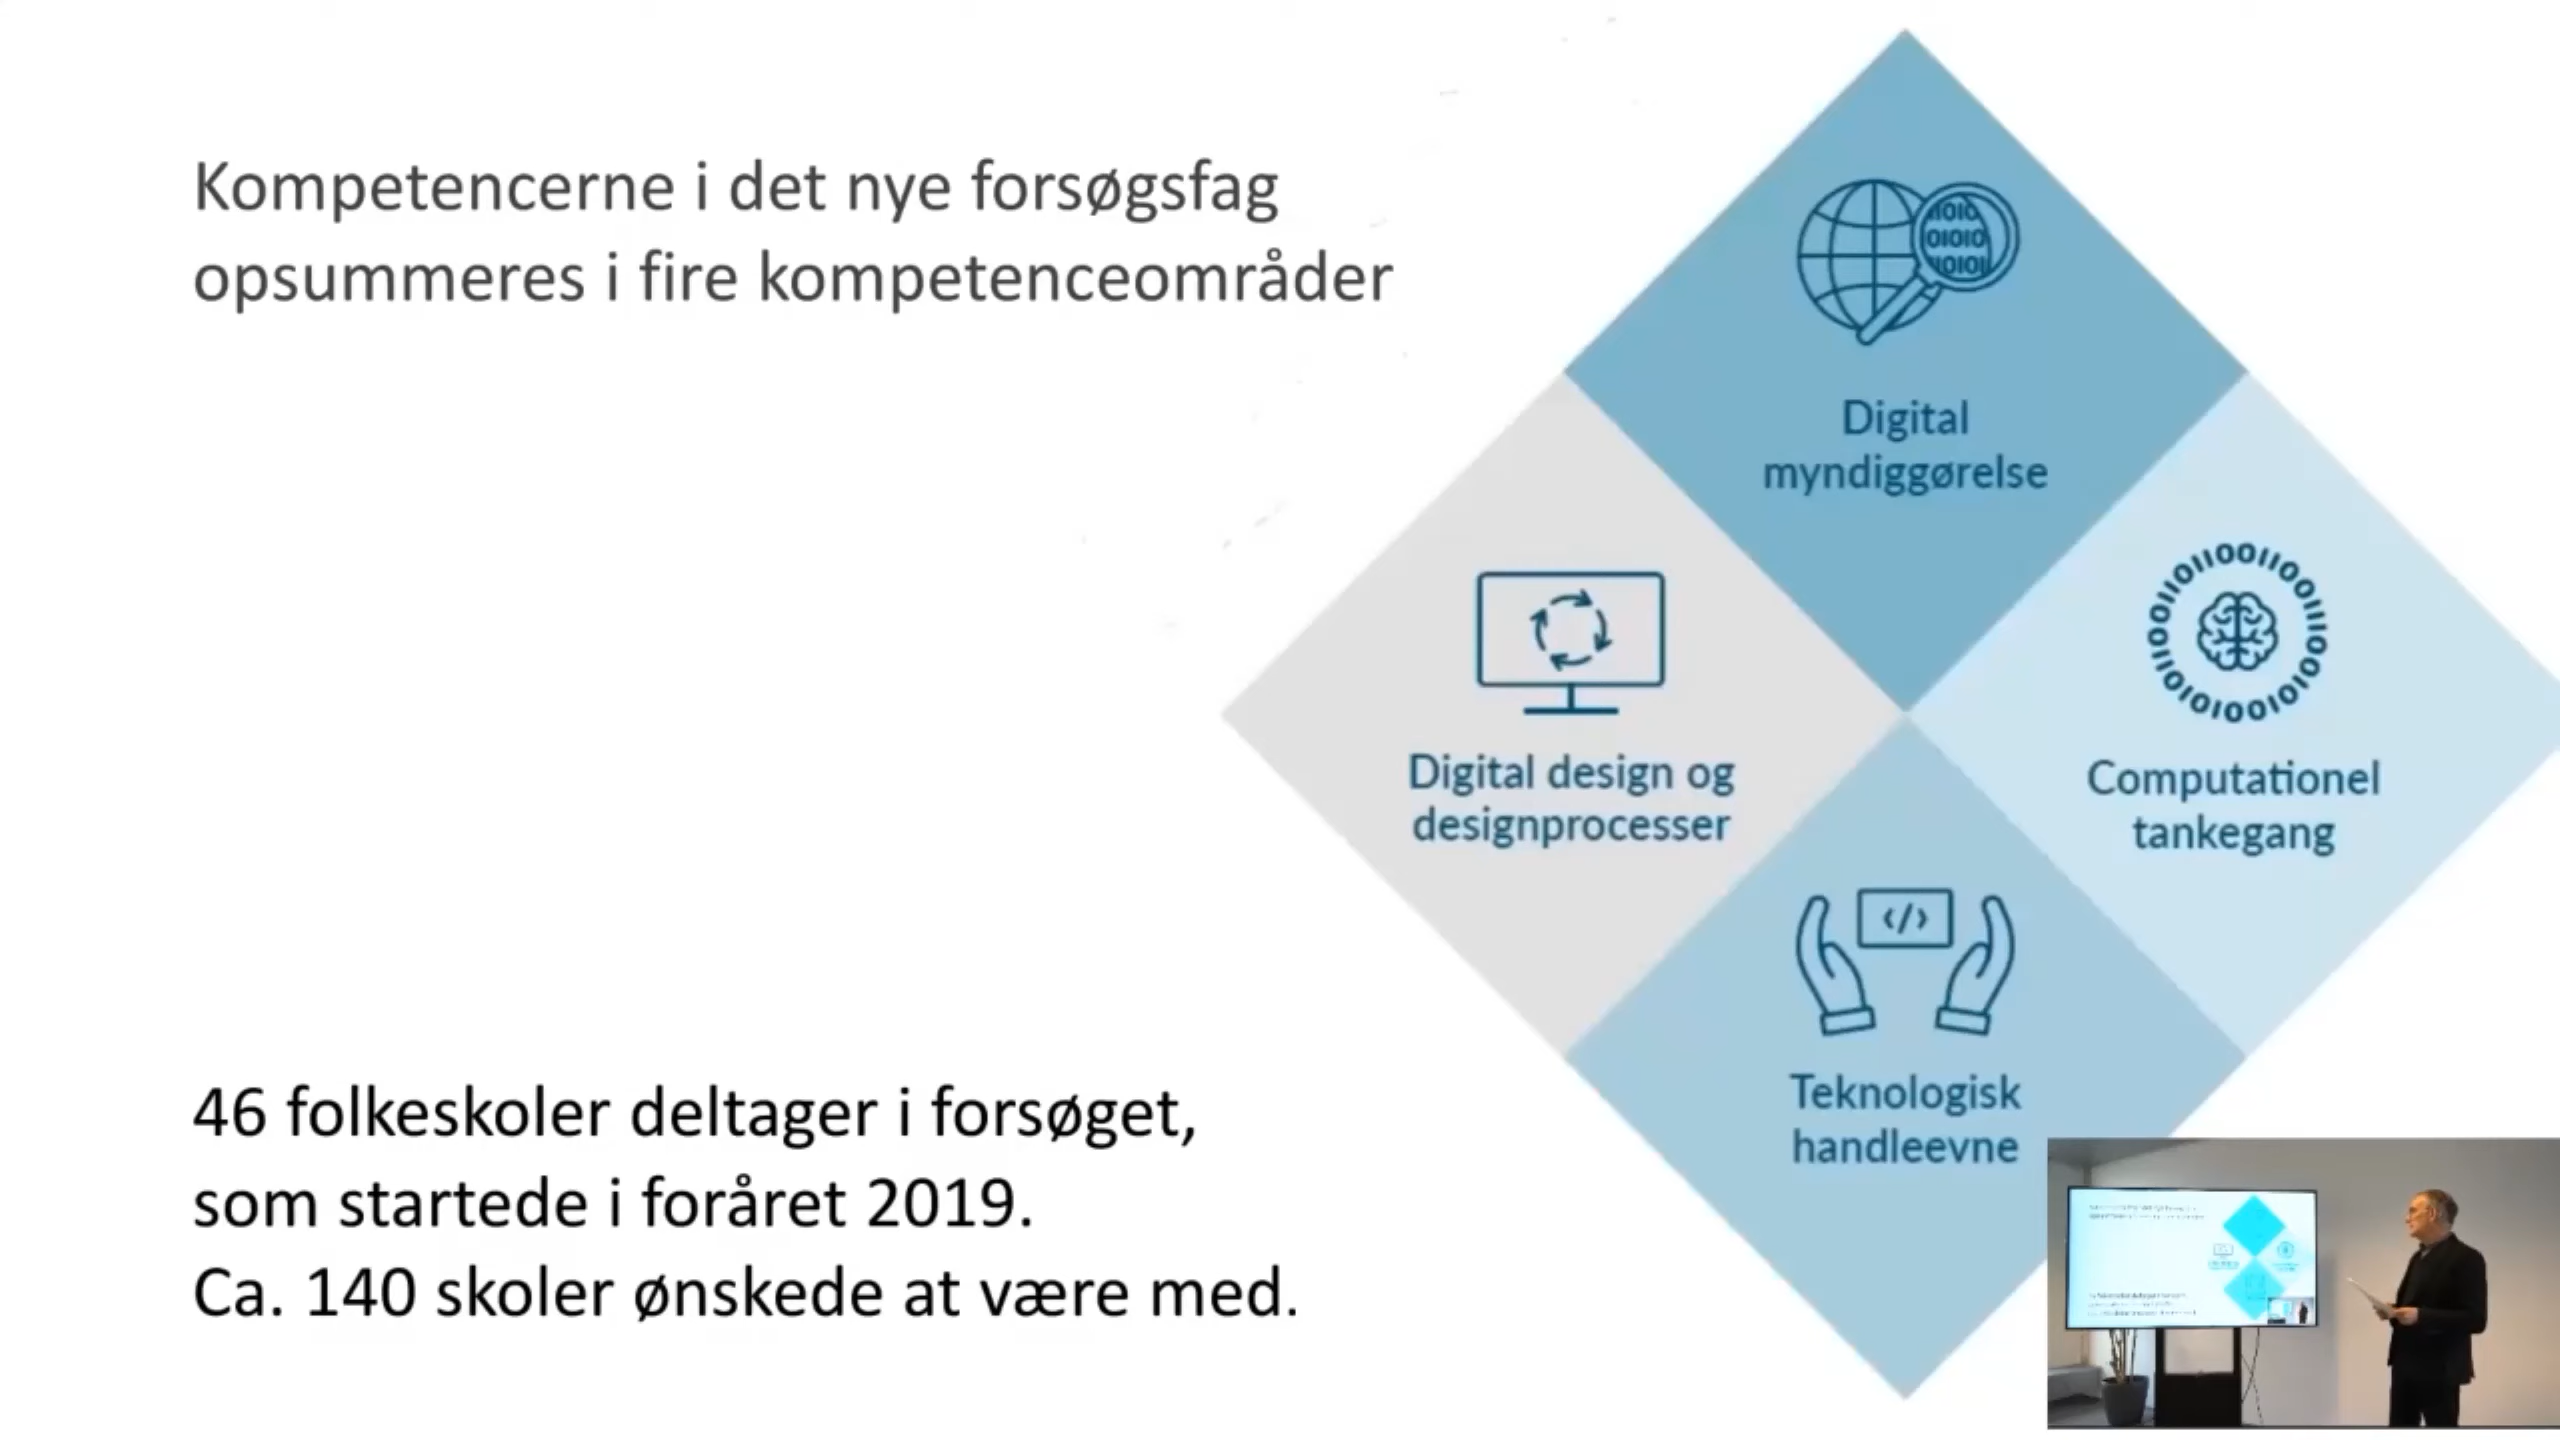 Kompetencerne i det nye forsøgsfag
opsummeres i fire kompetenceområder
Digital
myndiggørelse
Digital design og
designprocesser
Computationel
tankegang
Teknologisk
handleevne
46 folkeskoler deltager i forsøget,
som startede i foråret 2019.
Ca. 140 skoler ønskede at være med.